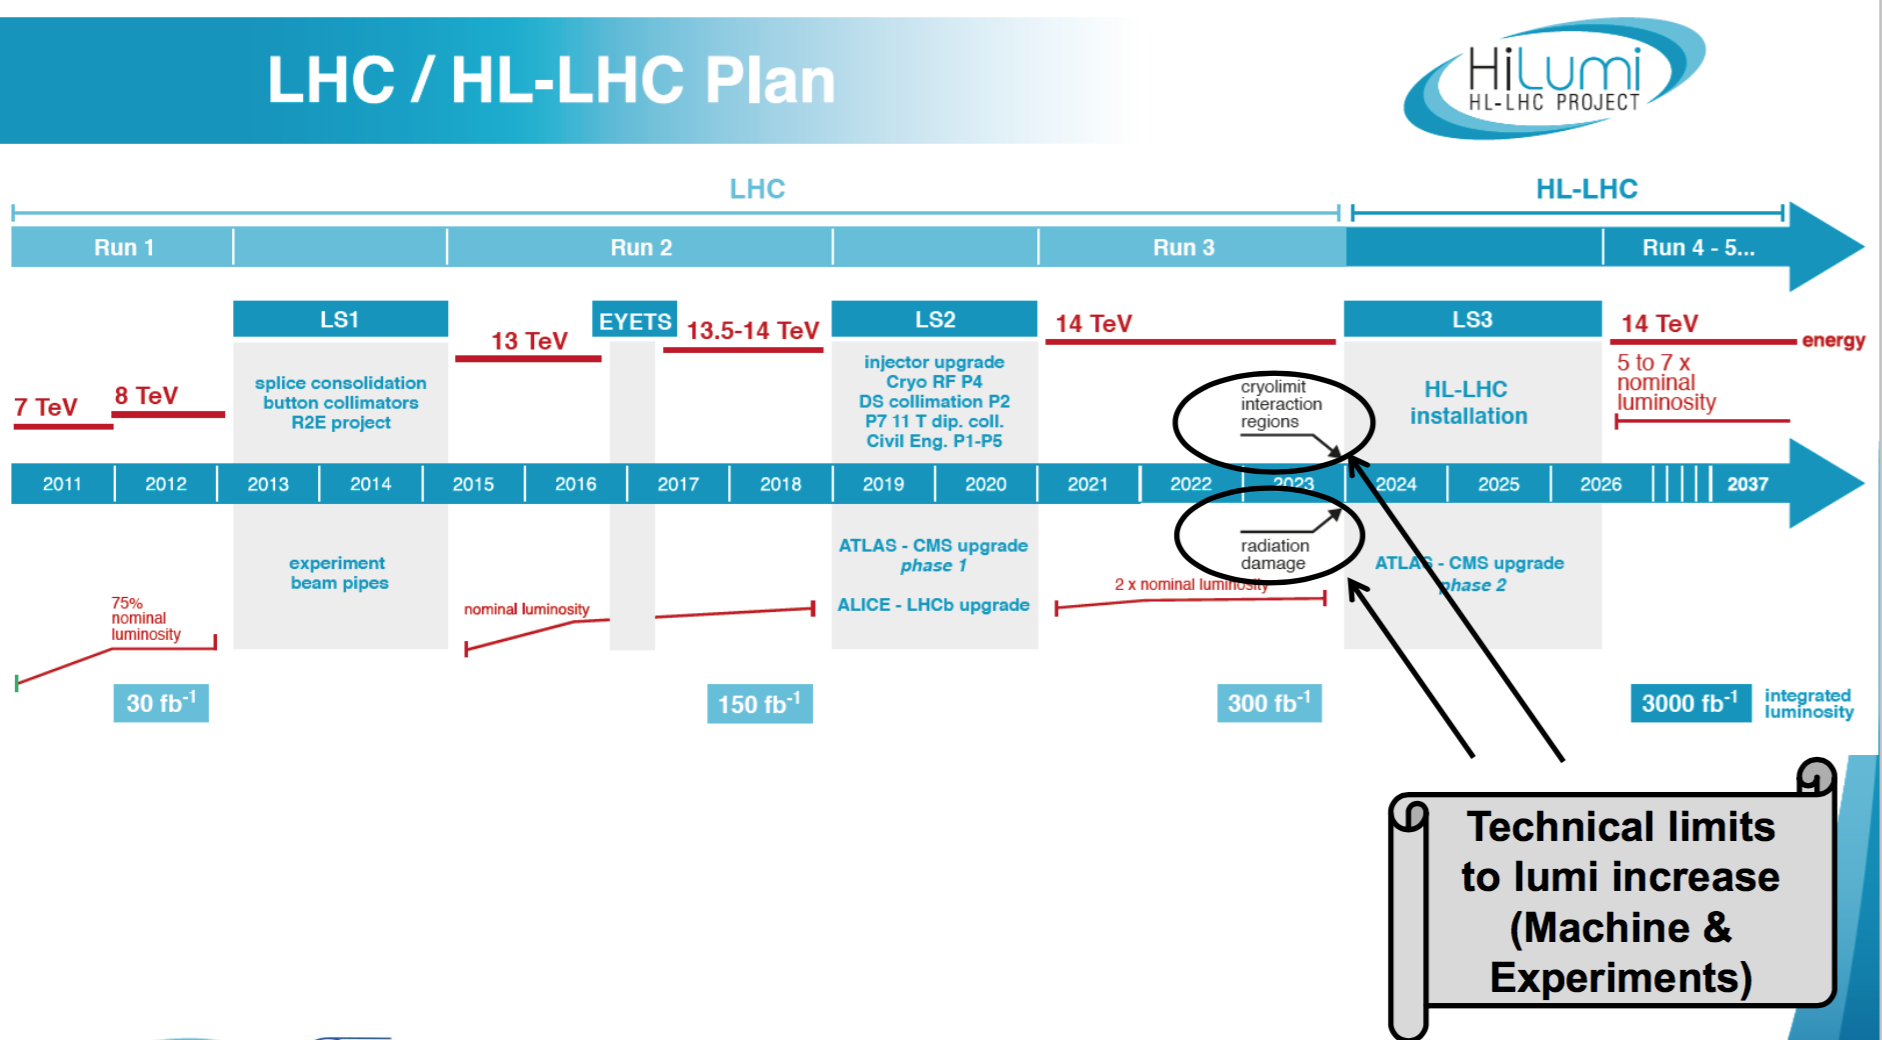 LHC / HL-LHC Plan
HiLumi
HL-LHC PROJECT
LHC
HL-LHC
Run 1
Run 2
Run 3
Run 4 - 5...
LS1
EYETS
LS2
LS3
7 TeV
8 TeV
13 TeV
13.5-14 TeV
14 TeV
14 TeV
energy
splice consolidation
button collimators
R2E project
injector upgrade
Cryo RF P4
DS collimation P2
P7 11 T dip. coll.
Civil Eng. P1-P5
cryolimit
interaction
regions
HL-LHC
installation
5 to 7 x
nominal
luminosity
2011
2012
2013
2014
2015
2016
2017
2018
2019
2020
2021
2022
2023
2024
2025
2026
2037
experiment
beam pipes
ATLAS - CMS upgrade
phase 1
ALICE - LHCb upgrade
radiation
damage
ATLAS - CMS upgrade
phase 2
75%
nominal
luminosity
nominal luminosity
2 x nominal luminosity
30 fb⁻¹
150 fb⁻¹
300 fb⁻¹
3000 fb⁻¹
integrated
luminosity
Technical limits
to lumi increase
(Machine &
Experiments)